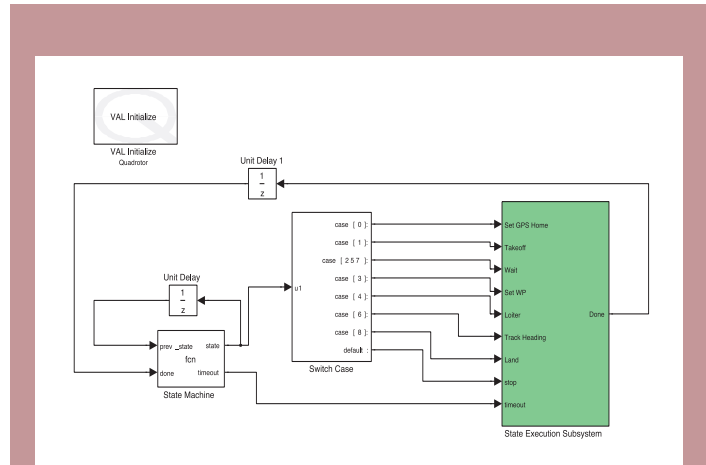 VAL Initialize
VAL Initialize
Quadrotor
Unit Delay 1
1
z
case [ 0 ]:
case [ 1 ]:
case [ 2 5 7 ]:
case [ 3 ]:
case [ 4 ]:
case [ 6 ]:
case [ 8 ]:
default :
u1
Switch Case
Set GPS Home
Takeoff
Wait
Set WP
Loiter
Track Heading
Land
stop
timeout
Done
State Execution Subsystem
Unit Delay
1
z
prev _state
state
fcn
done
timeout
State Machine